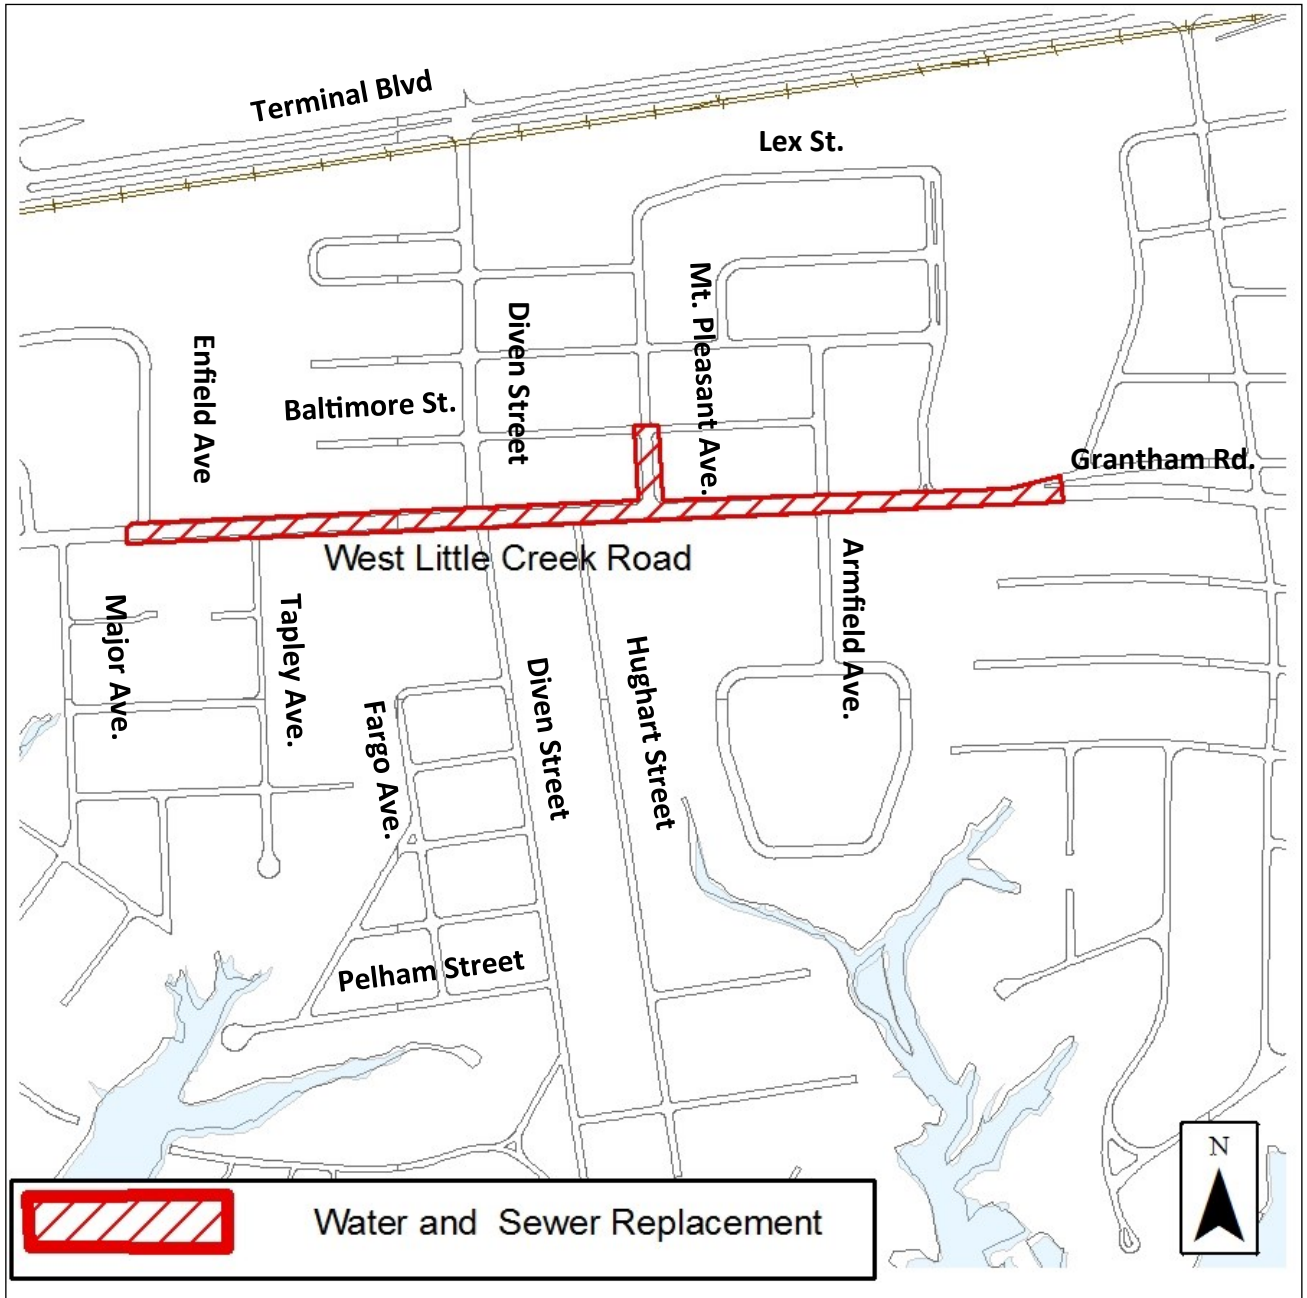 Terminal Blvd
Lex St.
Mt. Pleasant Ave.
Diven Street
Enfield Ave
Baltimore St.
Grantham Rd.
West Little Creek Road
Armfield Ave.
Major Ave.
Tapley Ave.
Hughart Street
Diven Street
Fargo Ave.
Pelham Street
N
Water and Sewer Replacement